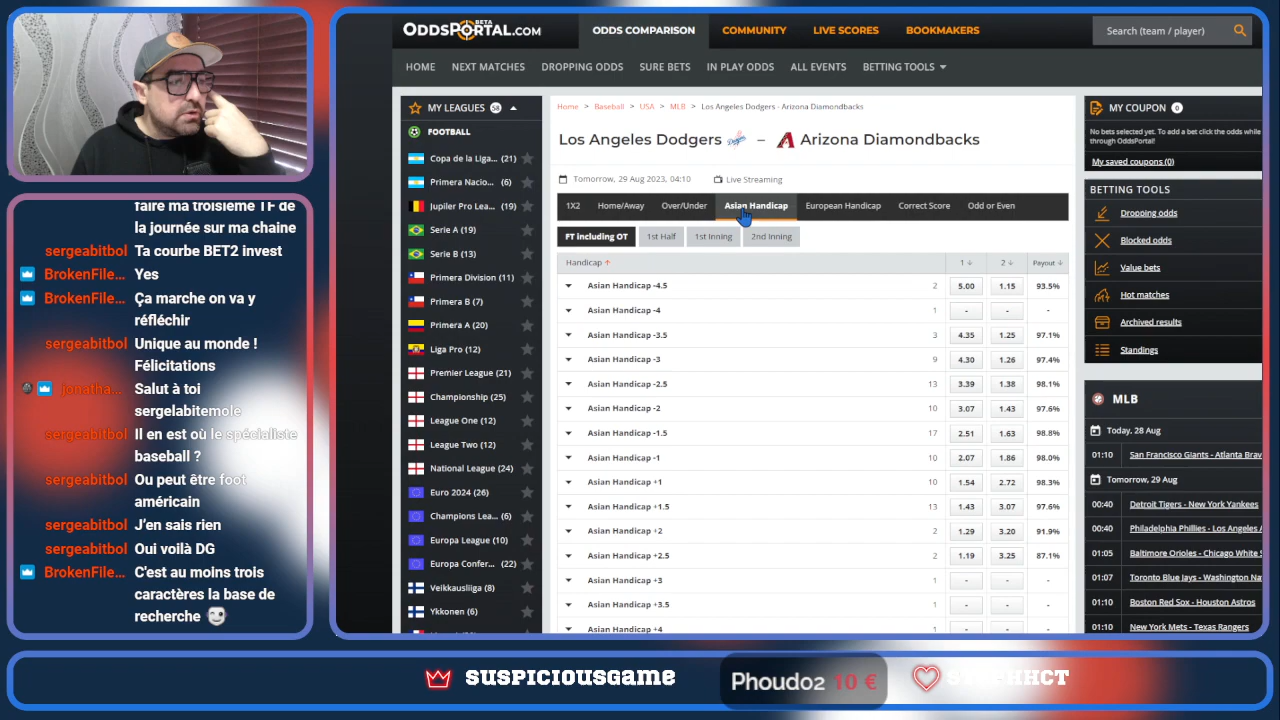 faire ma troisième TF de
la journée sur ma chaine
sergeabitbol Ta courbe BET2 invest
BrokenFile... Yes
BrokenFile... Ça marche on va y
réfléchir
sergeabitbol Unique au monde !
Félicitations
jonatha... Salut à toi
sergelabitemole
sergeabitbol Il en est où le spécialiste
baseball ?
sergeabitbol Ou peut être foot
américain
sergeabitbol J'en sais rien
sergeabitbol Oui voilà DG
BrokenFile... C'est au moins trois
caractères la base de
recherche
BETA
ODDSPORTAL.COM
ODDS COMPARISON COMMUNITY LIVE SCORES BOOKMAKERS
Search (team / player)
HOME NEXT MATCHES DROPPING ODDS SURE BETS IN PLAY ODDS ALL EVENTS BETTING TOOLS
MY LEAGUES 58
FOOTBALL
Copa de la Liga... (21)
Primera Nacio... (6)
Jupiler Pro Lea... (19)
Serie A (19)
Serie B (13)
Primera Division (11)
Primera B (7)
Primera A (20)
Liga Pro (12)
Premier League (21)
Championship (25)
League One (12)
League Two (12)
National League (24)
Euro 2024 (26)
Champions Lea... (6)
Europa League (10)
Europa Confer... (22)
Veikkausliiga (8)
Ykkonen (6)
Home > Baseball > USA > MLB > Los Angeles Dodgers - Arizona Diamondbacks
Los Angeles Dodgers – Arizona Diamondbacks
Tomorrow, 29 Aug 2023, 04:10 Live Streaming
1X2 Home/Away Over/Under Asian Handicap European Handicap Correct Score Odd or Even
FT including OT 1st Half 1st Inning 2nd Inning
Handicap 1 2 Payout
Asian Handicap -4.5 2 5.00 1.15 93.5%
Asian Handicap -4 1 - - -
Asian Handicap -3.5 3 4.35 1.25 97.1%
Asian Handicap -3 9 4.30 1.26 97.4%
Asian Handicap -2.5 13 3.39 1.38 98.1%
Asian Handicap -2 10 3.07 1.43 97.6%
Asian Handicap -1.5 17 2.51 1.63 98.8%
Asian Handicap -1 10 2.07 1.86 98.0%
Asian Handicap +1 10 1.54 2.72 98.3%
Asian Handicap +1.5 13 1.43 3.07 97.6%
Asian Handicap +2 2 1.29 3.20 91.9%
Asian Handicap +2.5 2 1.19 3.25 87.1%
Asian Handicap +3 1 - - -
Asian Handicap +3.5 1 - - -
Asian Handicap +4 1 - - -
MY COUPON 0
No bets selected yet. To add a bet click the odds while
through OddsPortal!
My saved coupons (0)
BETTING TOOLS
Dropping odds
Blocked odds
Value bets
Hot matches
Archived results
Standings
MLB
Today, 28 Aug
01:10 San Francisco Giants - Atlanta Brav
Tomorrow, 29 Aug
00:40 Detroit Tigers - New York Yankees
00:40 Philadelphia Phillies - Los Angeles
01:05 Baltimore Orioles - Chicago White
01:07 Toronto Blue Jays - Washington Na
01:10 Boston Red Sox - Houston Astros
01:10 New York Mets - Texas Rangers
SUSPICIOUSGAME
Phoudo2 10 €